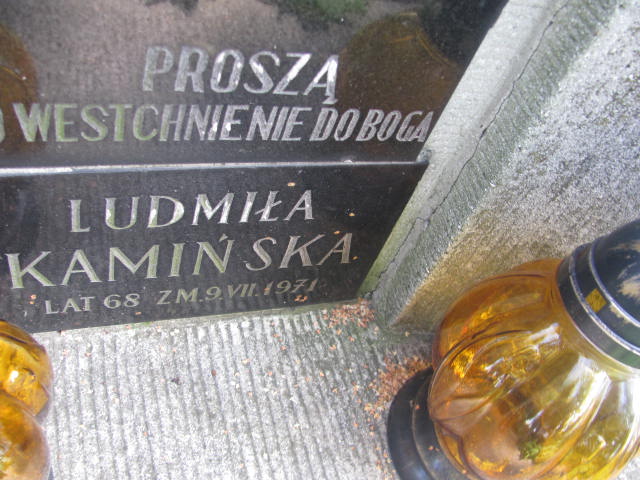 PROSZĄ
O WESTCHNIENIE DO BOGA
LUDMIŁA
KAMIŃSKA
LAT 68 ZM. 9.VII.1971